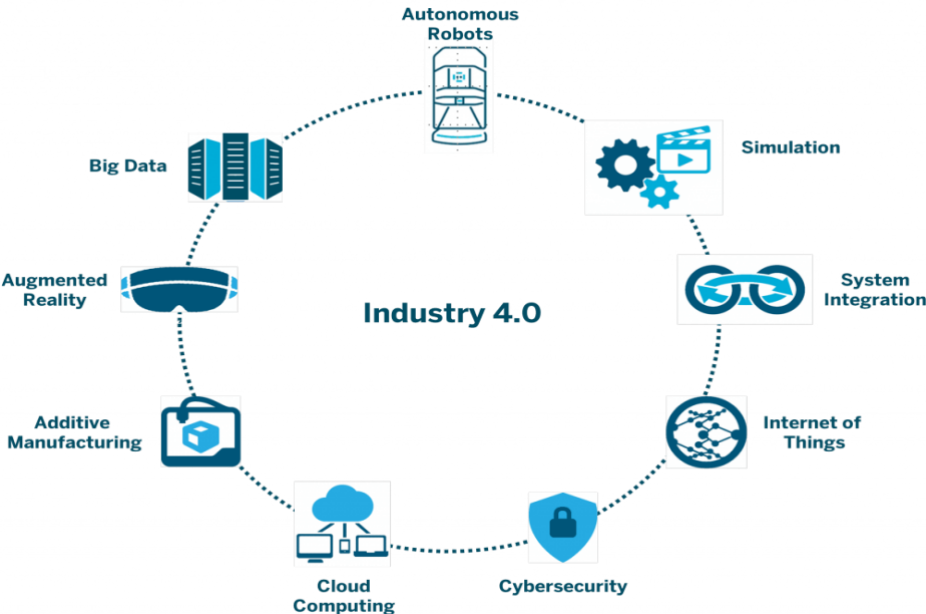 Autonomous
Robots
Simulation
Big Data
System
Integration
Augmented
Reality
Industry 4.0
Internet of
Things
Additive
Manufacturing
Cybersecurity
Cloud
Computing